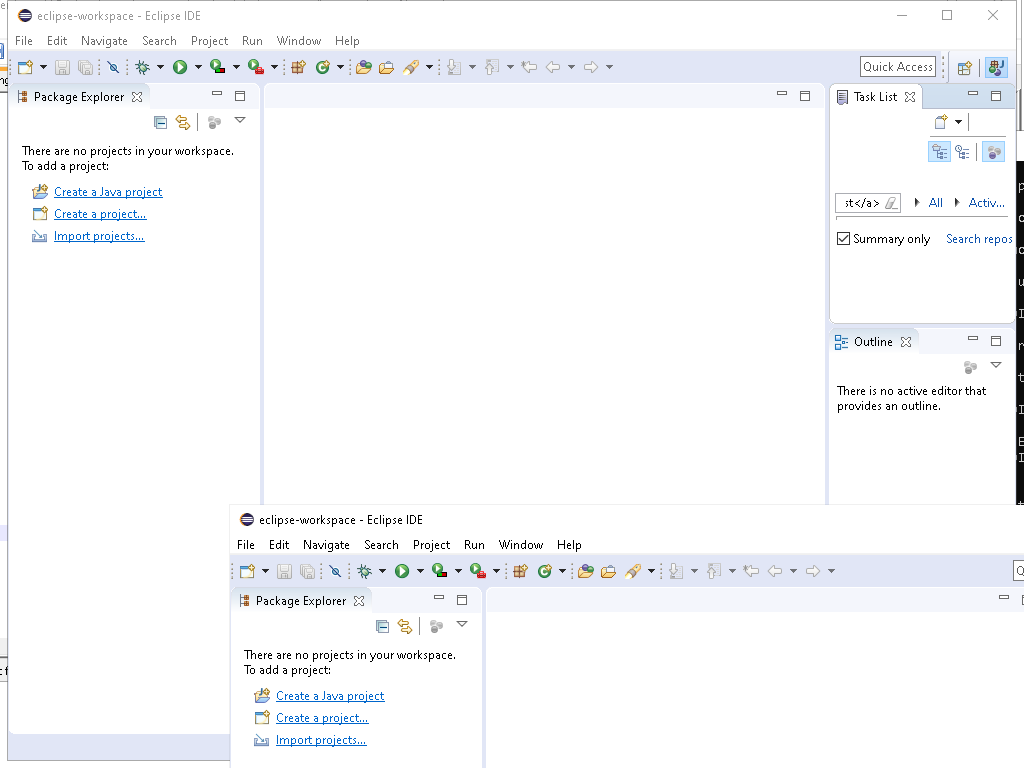 eclipse-workspace - Eclipse IDE
File Edit Navigate Search Project Run Window Help
Quick Access
Package Explorer
Task List
There are no projects in your workspace.
To add a project:
Create a Java project
Create a project...
Import projects...
st</a> All Activ...
Summary only Search repos
Outline
There is no active editor that
provides an outline.
eclipse-workspace - Eclipse IDE
File Edit Navigate Search Project Run Window Help
Package Explorer
There are no projects in your workspace.
To add a project:
Create a Java project
Create a project...
Import projects...